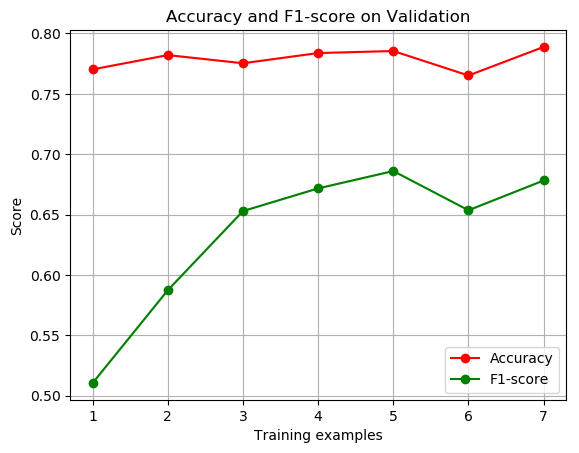 Accuracy and F1-score on Validation
0.80
0.75
0.70
0.65
0.60
0.55
0.50
Score
1 2 3 4 5 6 7
Training examples
Accuracy
F1-score